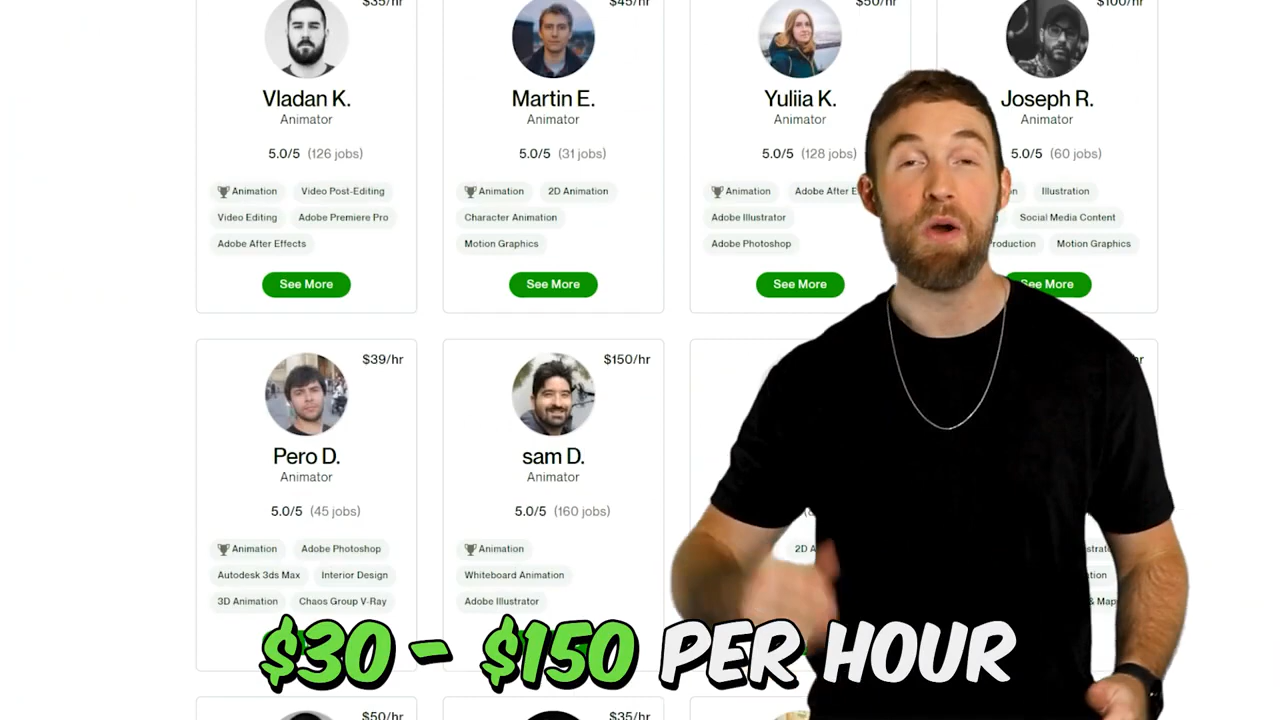 $35/hr
Vladan K.
Animator
5.0/5 (126 jobs)
Animation Video Post-Editing
Video Editing Adobe Premiere Pro
Adobe After Effects
See More
$45/hr
Martin E.
Animator
5.0/5 (31 jobs)
Animation 2D Animation
Character Animation
Motion Graphics
See More
$50/hr
Yuliia K.
Animator
5.0/5 (128 jobs)
Animation Adobe After E
Adobe Illustrator
Adobe Photoshop
See More
$100/hr
Joseph R.
Animator
5.0/5 (60 jobs)
Illustration
Social Media Content
Motion Graphics
See More
$39/hr
Pero D.
Animator
5.0/5 (45 jobs)
Animation Adobe Photoshop
Autodesk 3ds Max Interior Design
3D Animation Chaos Group V-Ray
$150/hr
sam D.
Animator
5.0/5 (160 jobs)
Animation
Whiteboard Animation
Adobe Illustrator
2D A
$30 - $150 PER HOUR
$50/hr
$35/hr